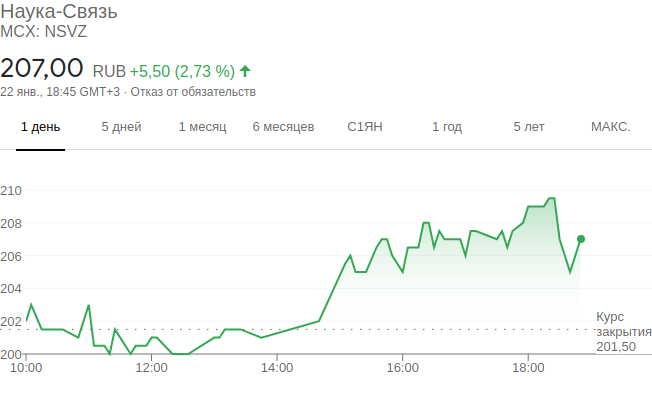 Наука-Связь
MCX: NSVZ
207,00 RUB +5,50 (2,73 %)
22 янв., 18:45 GMT+3 · Отказ от обязательств
1 день 5 дней 1 месяц 6 месяцев С1ЯН 1 год 5 лет МАКС.
210
208
206
204
202
200
Курс
закрытия
201,50
10:00 12:00 14:00 16:00 18:00